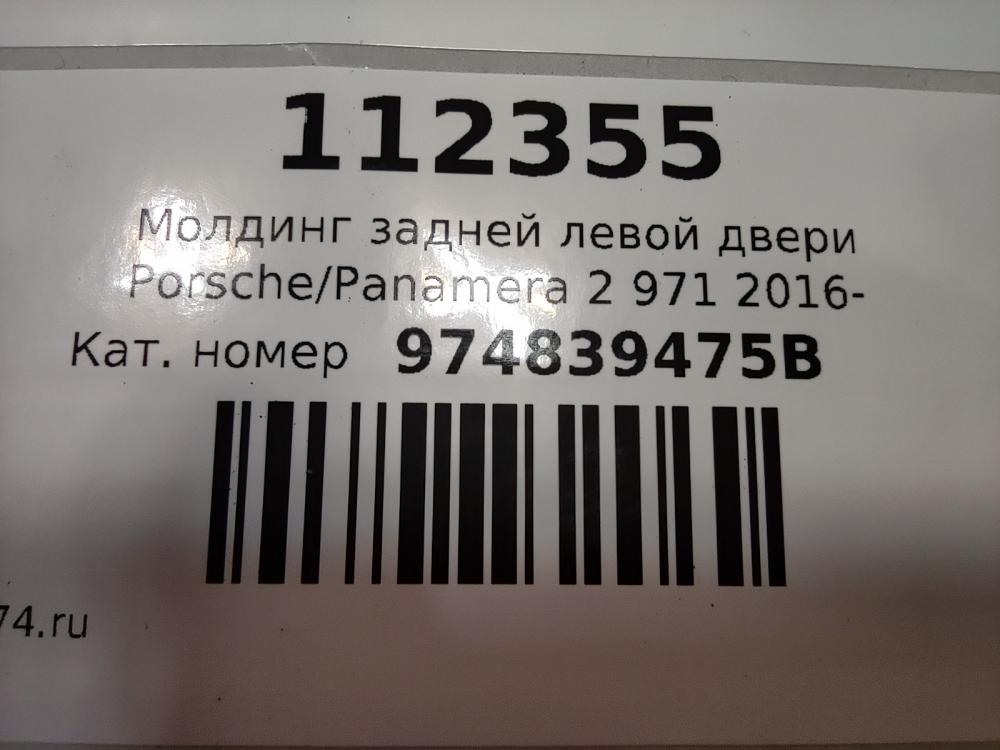 112355
Молдинг задней левой двери
Porsche/Panamera 2 971 2016-
Кат. номер 974839475B
74.ru